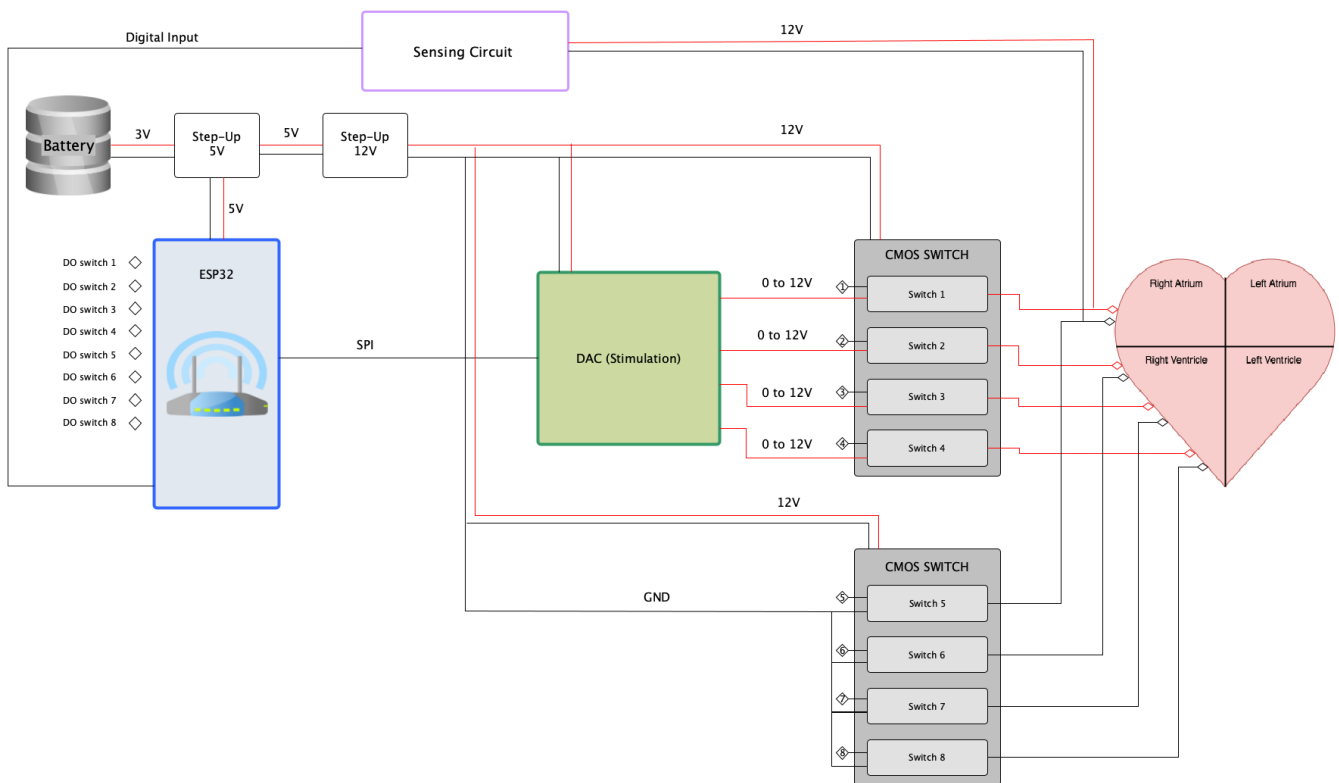 Digital Input
Sensing Circuit
12V
Battery
3V
Step-Up
5V
5V
Step-Up
12V
12V
5V
DO switch 1
DO switch 2
DO switch 3
DO switch 4
DO switch 5
DO switch 6
DO switch 7
DO switch 8
ESP32
SPI
DAC (Stimulation)
0 to 12V
0 to 12V
0 to 12V
0 to 12V
CMOS SWITCH
1
Switch 1
2
Switch 2
3
Switch 3
4
Switch 4
Right Atrium
Left Atrium
Right Ventricle
Left Ventricle
12V
GND
CMOS SWITCH
5
Switch 5
6
Switch 6
7
Switch 7
8
Switch 8